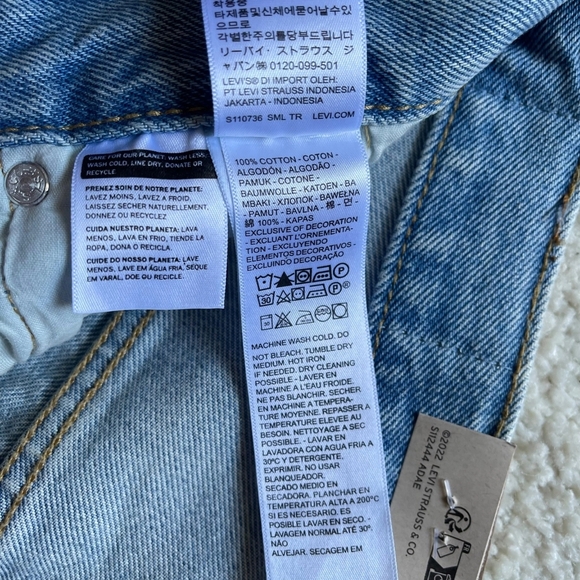 착용중
타제품및신체에묻어날수있
으므로
각별한주의를당부드립니다
リーバイ・ストラウス ジ
ャパン㈱ 0120-099-501
LEVI'S® DI IMPORT OLEH:
PT LEVI STRAUSS INDONESIA
JAKARTA - INDONESIA
S110736 SML TR LEVI.COM
CARE FOR OUR PLANET: WASH LESS,
WASH COLD, LINE DRY, DONATE OR
RECYCLE
PRENEZ SOIN DE NOTRE PLANETE:
LAVEZ MOINS, LAVEZ A FROID,
LAISSEZ SECHER NATURELLEMENT,
DONNEZ OU RECYCLEZ
CUIDA NUESTRO PLANETA: LAVA
MENOS, LAVA EN FRIO, TIENDE LA
ROPA, DONA O RECICLA.
CUIDE DO NOSSO PLANETA: LAVE
MENOS, LAVE EM ÁGUA FRIA, SEQUE
EM VARAL, DOE OU RECICLE.
100% COTTON - COTON -
ALGODÓN - ALGODÃO -
PAMUK - COTONE -
BAUMWOLLE - KATOEN - BA
MBAKI - ХЛОПОК - BAWEŁNA
- PAMUT - BAVLNA - 棉 - 면 -
綿 100% - KAPAS
EXCLUSIVE OF DECORATION
- EXCLUANT L'ORNEMENTA-
TION - EXCLUYENDO
ELEMENTOS DECORATIVOS -
EXCLUINDO DECORAÇÃO
30
MACHINE WASH COLD. DO
NOT BLEACH. TUMBLE DRY
MEDIUM. HOT IRON
IF NEEDED. DRY CLEANING
POSSIBLE - LAVER EN
MACHINE A L'EAU FROIDE.
NE PAS BLANCHIR. SECHER
EN MACHINE A TEMPERA-
TURE MOYENNE. REPASSER A
TEMPERATURE ELEVEE AU
BESOIN. NETTOYAGE A SEC
POSSIBLE. - LAVAR EN
LAVADORA CON AGUA FRIA A
30ºC Y DETERGENTE.
EXPRIMIR. NO USAR
BLANQUEADOR.
SECADO MEDIO EN
SECADORA. PLANCHAR EN
TEMPERATURA ALTA A 200°C
SI ES NECESARIO. ES
POSIBLE LAVAR EN SECO. -
LAVAGEM NORMAL ATÉ 30°.
NÃO
ALVEJAR. SECAGEM EM
©2022 LEVI STRAUSS & CO.
S112444 ADAE